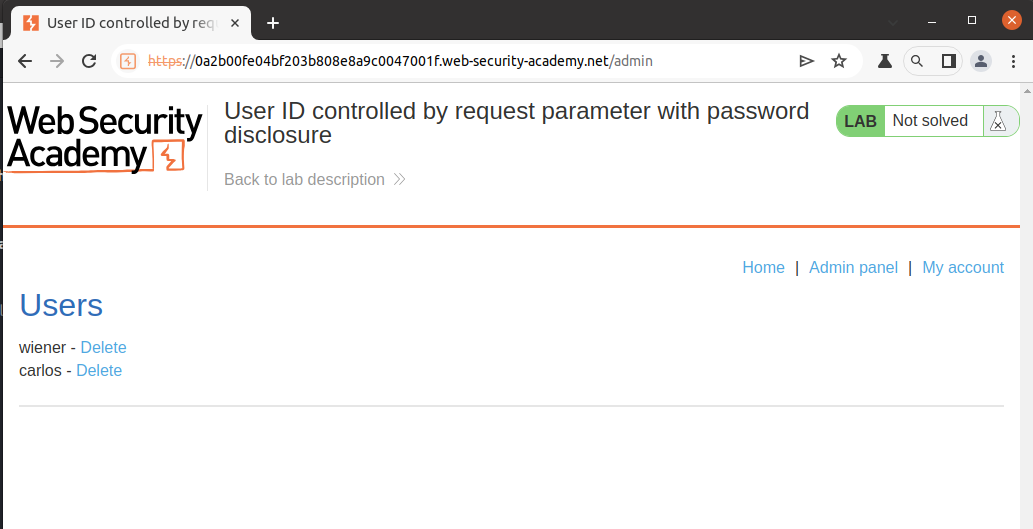 User ID controlled by req
https://0a2b00fe04bf203b808e8a9c0047001f.web-security-academy.net/admin
Web Security
Academy
User ID controlled by request parameter with password
disclosure
LAB Not solved
Back to lab description
Home | Admin panel | My account
Users
wiener - Delete
carlos - Delete